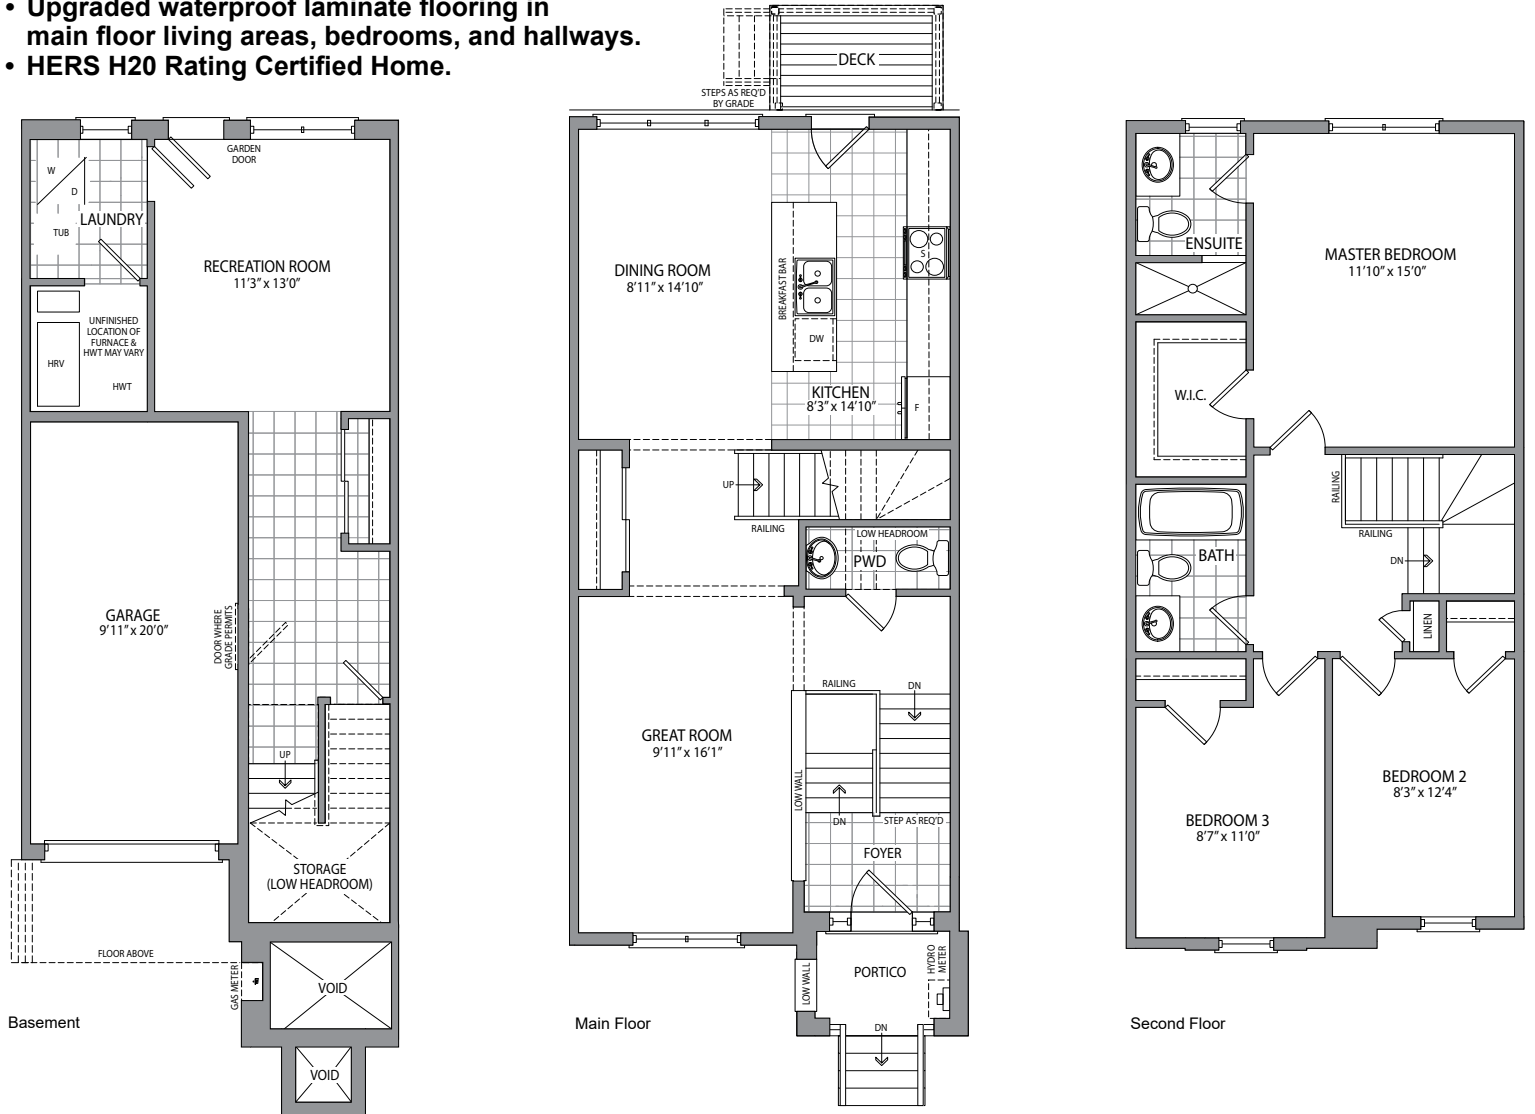 • Upgraded waterproof laminate flooring in
main floor living areas, bedrooms, and hallways.
• HERS H20 Rating Certified Home.
GARDEN
DOOR
W
D
LAUNDRY
TUB
RECREATION ROOM
11'3" x 13'0"
UNFINISHED
LOCATION OF
FURNACE &
HWT MAY VARY
HRV
HWT
GARAGE
9'11" x 20'0"
DOOR WHERE
GRADE PERMITS
UP
STORAGE
(LOW HEADROOM)
FLOOR ABOVE
GAS METER
VOID
VOID
Basement
DECK
STEPS AS REQ'D
BY GRADE
DINING ROOM
8'11" x 14'10"
BREAKFAST BAR
S
DW
KITCHEN
8'3" x 14'10"
F
UP
RAILING
LOW HEADROOM
PWD
RAILING
DN
GREAT ROOM
9'11" x 16'1"
LOW WALL
DN
STEP AS REQ'D
FOYER
LOW WALL
PORTICO
HYDRO
METER
DN
Main Floor
ENSUITE
MASTER BEDROOM
11'10" x 15'0"
W.I.C.
RAILING
RAILING
BATH
DN
LINEN
BEDROOM 2
8'3" x 12'4"
BEDROOM 3
8'7" x 11'0"
Second Floor